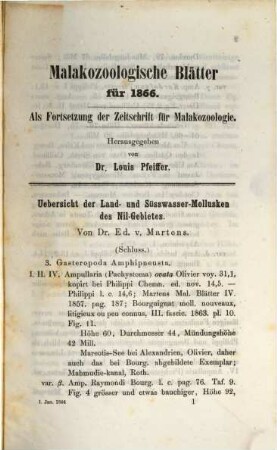 Malakozoologische Blätter
für 1866.
Als Fortsetzung der Zeitschrift für Malakozoologie.
Herausgegeben
von
Dr. Louis Pfeiffer.
Uebersicht der Land- und Süsswasser-Mollusken
des Nil-Gebietes.
Von Dr. Ed. v. Martens.
(Schluss.)
3. Gasteropoda Amphipneusta.
I. II. IV. Ampullaria (Pachystoma) ovata Olivier voy. 31,1,
kopirt bei Philippi Chemn. ed. nov. 14,5. —
Philippi l. c. 14,6; Martens Mal. Blätter IV.
1857. pag. 187; Bourguignat moll. nouveaux,
litigieux ou peu connus, III. fascic. 1863. pl. 10.
Fig. 11.
Höhe 60, Durchmesser 44, Mündungshöhe
42 Mill.
Mareotis-See bei Alexandrien, Olivier, daher
auch das bei Bourg. abgebildete Exemplar;
Mahmudie-kanal, Roth.
var. β. Amp. Raymondi Bourg. l. c. pag. 76. Taf. 9.
Fig. 4 grösser und etwas bauchiger, Höhe 92,
1. Jan. 1866 1